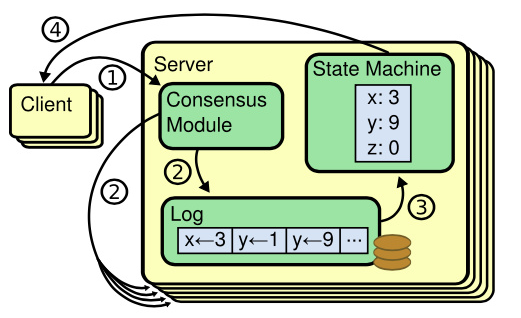 ④
①
Client
Server
Consensus
Module
State Machine
x: 3
y: 9
z: 0
②
②
③
Log
x←3 y←1 y←9 ...